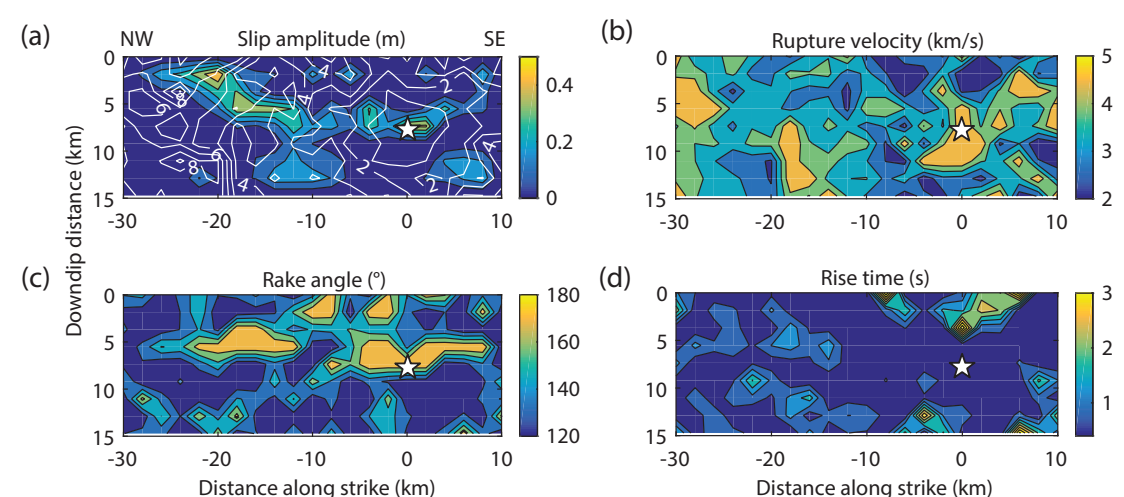 (a) NW Slip amplitude (m) SE
0
5
10
15
-30 -20 -10 0 10
0.4
0.2
0
6 8 4 4 2 6 8 4 2 2 4
(b) Rupture velocity (km/s)
0
5
10
15
-30 -20 -10 0 10
5
4
3
2
Downdip distance (km)
(c) Rake angle (°)
0
5
10
15
-30 -20 -10 0 10
Distance along strike (km)
180
160
140
120
(d) Rise time (s)
0
5
10
15
-30 -20 -10 0 10
Distance along strike (km)
3
2
1